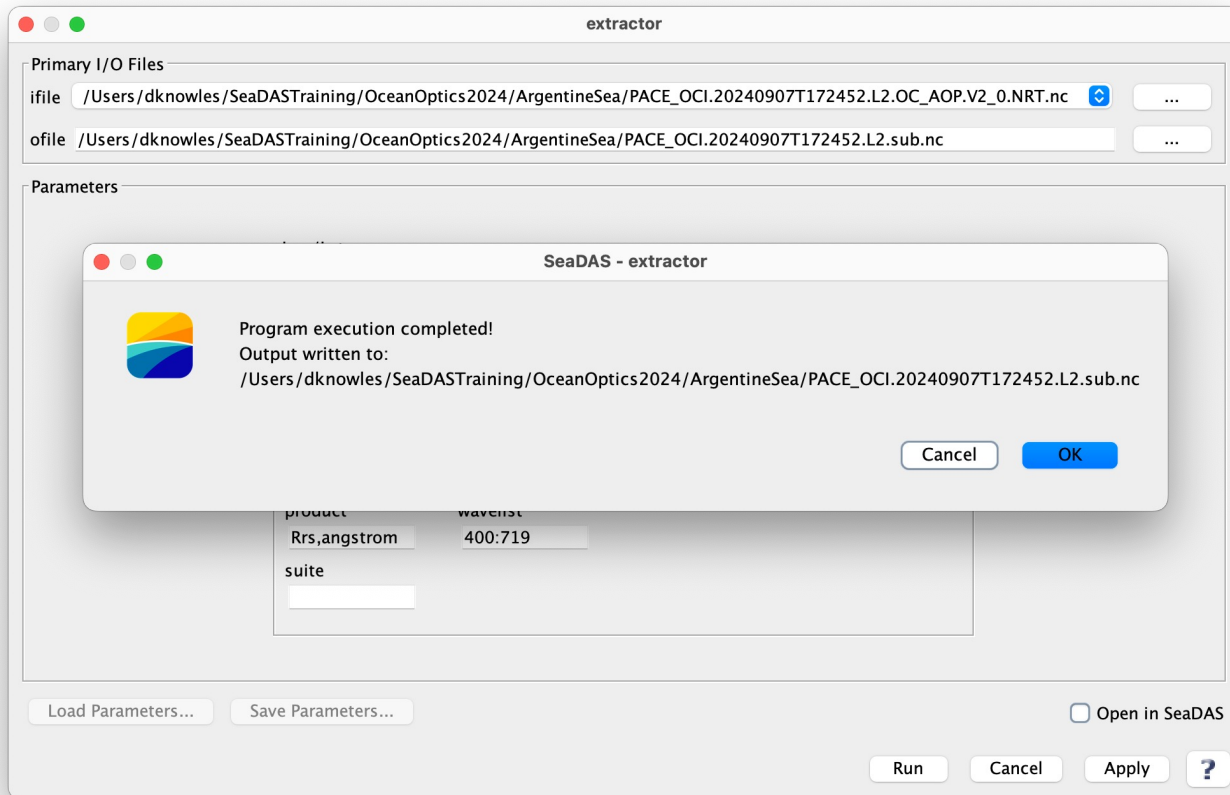 extractor
Primary I/O Files
ifile /Users/dknowles/SeaDASTraining/OceanOptics2024/ArgentineSea/PACE_OCI.20240907T172452.L2.OC_AOP.V2_0.NRT.nc ...
ofile /Users/dknowles/SeaDASTraining/OceanOptics2024/ArgentineSea/PACE_OCI.20240907T172452.L2.sub.nc ...
Parameters
SeaDAS - extractor
Program execution completed!
Output written to:
/Users/dknowles/SeaDASTraining/OceanOptics2024/ArgentineSea/PACE_OCI.20240907T172452.L2.sub.nc
Cancel OK
product wavelist
Rrs,angstrom 400:719
suite
Load Parameters... Save Parameters... Open in SeaDAS
Run Cancel Apply ?